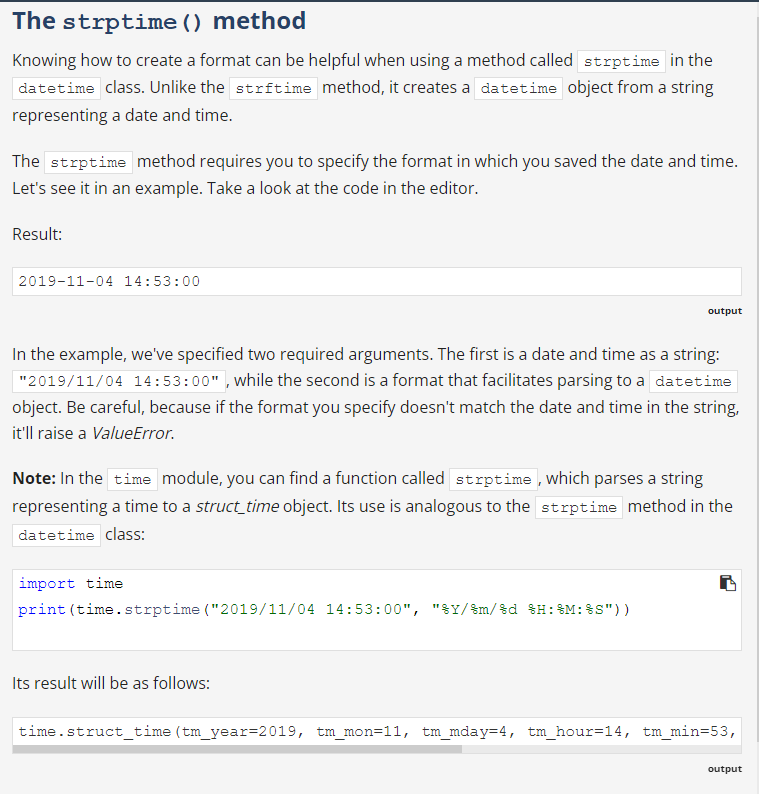 The strptime() method
Knowing how to create a format can be helpful when using a method called strptime in the
datetime class. Unlike the strftime method, it creates a datetime object from a string
representing a date and time.
The strptime method requires you to specify the format in which you saved the date and time.
Let's see it in an example. Take a look at the code in the editor.
Result:
2019-11-04 14:53:00
output
In the example, we've specified two required arguments. The first is a date and time as a string:
"2019/11/04 14:53:00", while the second is a format that facilitates parsing to a datetime
object. Be careful, because if the format you specify doesn't match the date and time in the string,
it'll raise a ValueError.
Note: In the time module, you can find a function called strptime, which parses a string
representing a time to a struct_time object. Its use is analogous to the strptime method in the
datetime class:
import time
print(time.strptime("2019/11/04 14:53:00", "%Y/%m/%d %H:%M:%S"))
Its result will be as follows:
time.struct_time(tm_year=2019, tm_mon=11, tm_mday=4, tm_hour=14, tm_min=53,
output